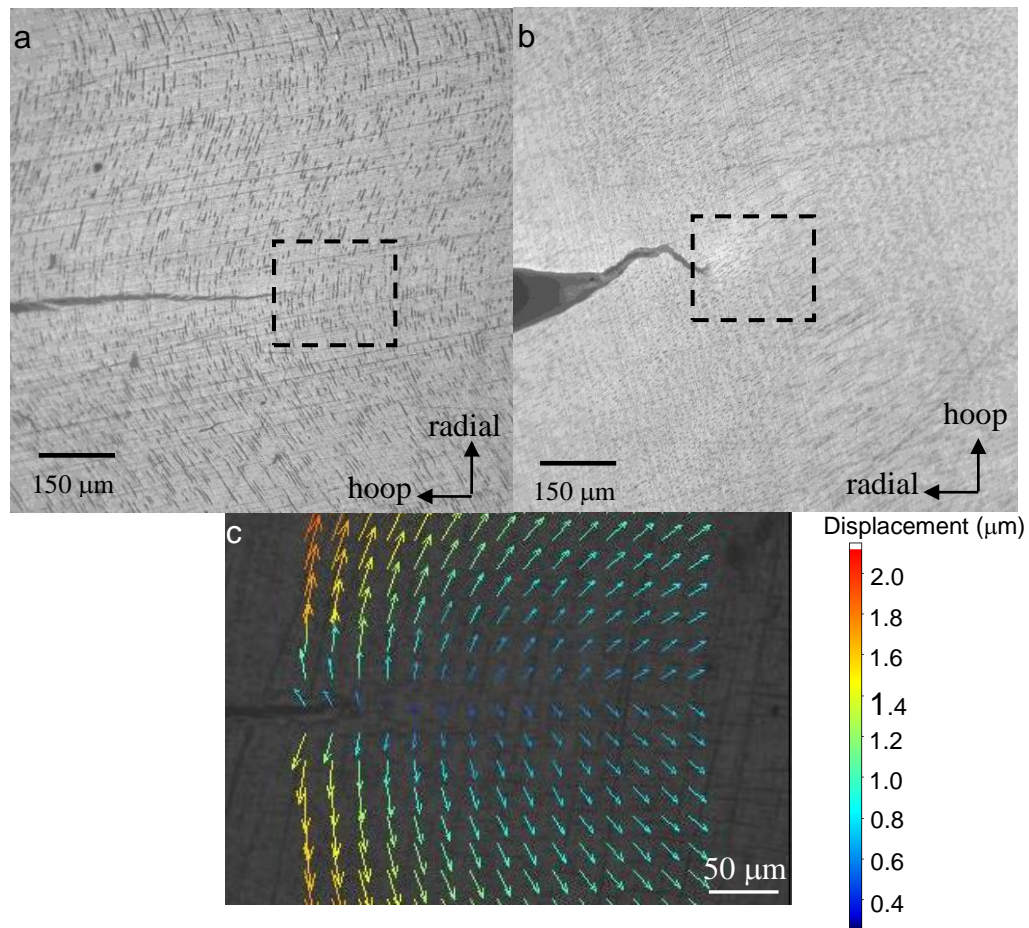 a
radial
150 μm
hoop
b
hoop
150 μm
radial
c
50 μm
Displacement (μm)
2.0
1.8
1.6
1.4
1.2
1.0
0.8
0.6
0.4